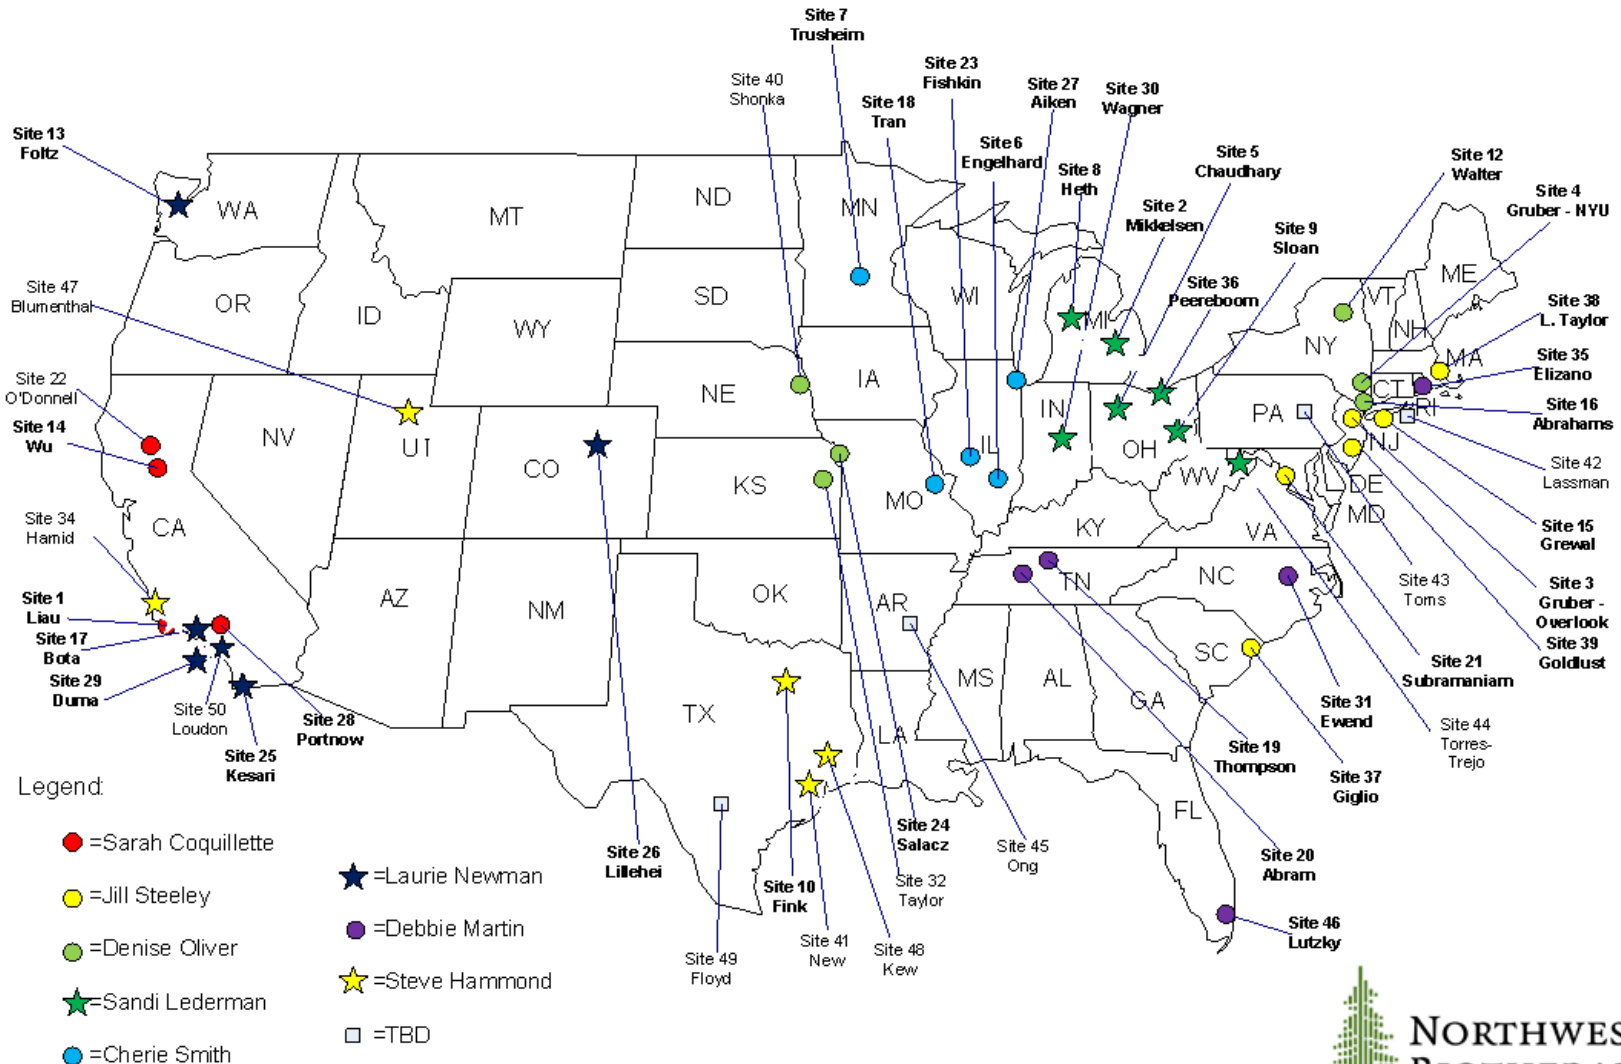 Site 7
Trusheim
Site 23
Fishkin
Site 40
Shonka
Site 18
Tran
Site 27
Aiken
Site 30
Wagner
Site 6
Engelhard
Site 8
Heth
Site 5
Chaudhary
Site 2
Mikkelsen
Site 9
Sloan
Site 36
Peereboom
Site 12
Walter
Site 4
Gruber - NYU
Site 13
Foltz
Site 47
Blumenthal
Site 22
O'Donnell
Site 14
Wu
Site 34
Hamid
Site 1
Liau
Site 17
Bota
Site 29
Duma
Site 50
Loudon
Site 25
Kesari
Site 28
Portnow
Site 38
L. Taylor
Site 35
Elizano
Site 16
Abrahams
Site 42
Lassman
Site 15
Grewal
Site 43
Toms
Site 3
Gruber -
Overlook
Site 39
Goldlust
Site 21
Subramaniam
Site 44
Torres-
Trejo
Site 31
Ewend
Site 19
Thompson
Site 37
Giglio
Site 20
Abram
Site 46
Lutzky
Site 45
Ong
Site 24
Salacz
Site 32
Taylor
Site 48
Kew
Site 41
New
Site 10
Fink
Site 49
Floyd
Site 26
Lillehei
WA
MT
ND
MN
OR
ID
SD
WI
MI
ME
VT
NH
NY
MA
WY
IA
NE
CT
RI
NV
UT
CO
KS
MO
IL
IN
OH
PA
NJ
WV
DE
MD
VA
KY
CA
AZ
NM
OK
AR
TN
NC
SC
MS
AL
GA
TX
LA
FL
Legend:
=Sarah Coquillette
=Jill Steeley
=Denise Oliver
=Sandi Lederman
=Cherie Smith
=Laurie Newman
=Debbie Martin
=Steve Hammond
=TBD
NORTHWES